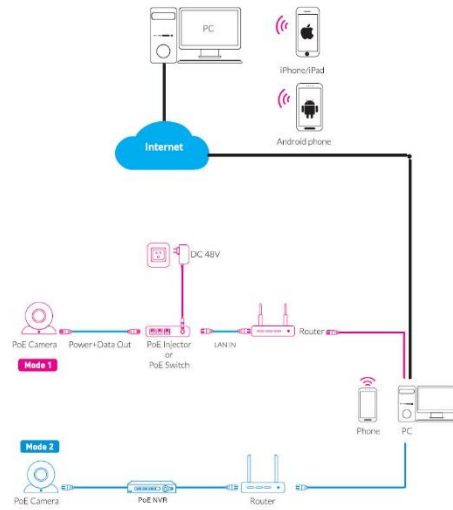 PC
iPhone/iPad
Android phone
Internet
DC 48V
Router
PoE Camera
Power+Data Out
PoE Injector
or
PoE Switch
LAN IN
Mode 1
Phone
PC
Mode 2
PoE Camera
PoE NVR
Router